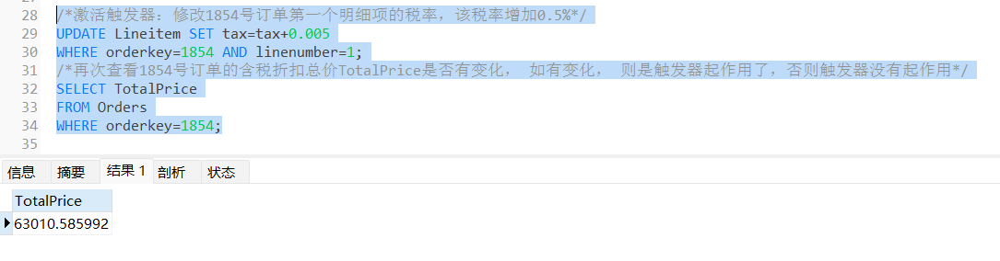 28 /*激活触发器：修改1854号订单第一个明细项的税率，该税率增加0.5%*/
29 UPDATE Lineitem SET tax=tax+0.005
30 WHERE orderkey=1854 AND linenumber=1;
31 /*再次查看1854号订单的含税折扣总价TotalPrice是否有变化， 如有变化， 则是触发器起作用了，否则触发器没有起作用*/
32 SELECT TotalPrice
33 FROM Orders
34 WHERE orderkey=1854;
35
信息 摘要 结果 1 剖析 状态
TotalPrice
63010.585992